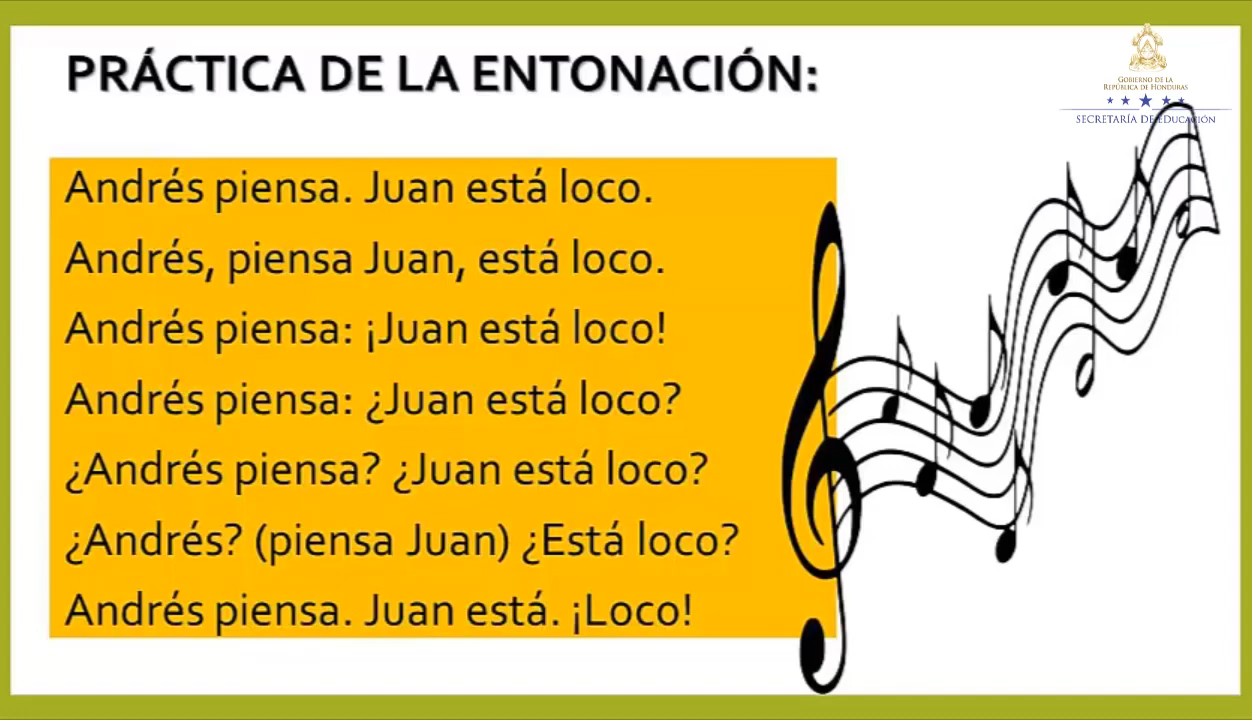 PRÁCTICA DE LA ENTONACIÓN:
GOBIERNO DE LA
REPÚBLICA DE HONDURAS
SECRETARÍA DE EDUCACIÓN
Andrés piensa. Juan está loco.
Andrés, piensa Juan, está loco.
Andrés piensa: ¡Juan está loco!
Andrés piensa: ¿Juan está loco?
¿Andrés piensa? ¿Juan está loco?
¿Andrés? (piensa Juan) ¿Está loco?
Andrés piensa. Juan está. ¡Loco!